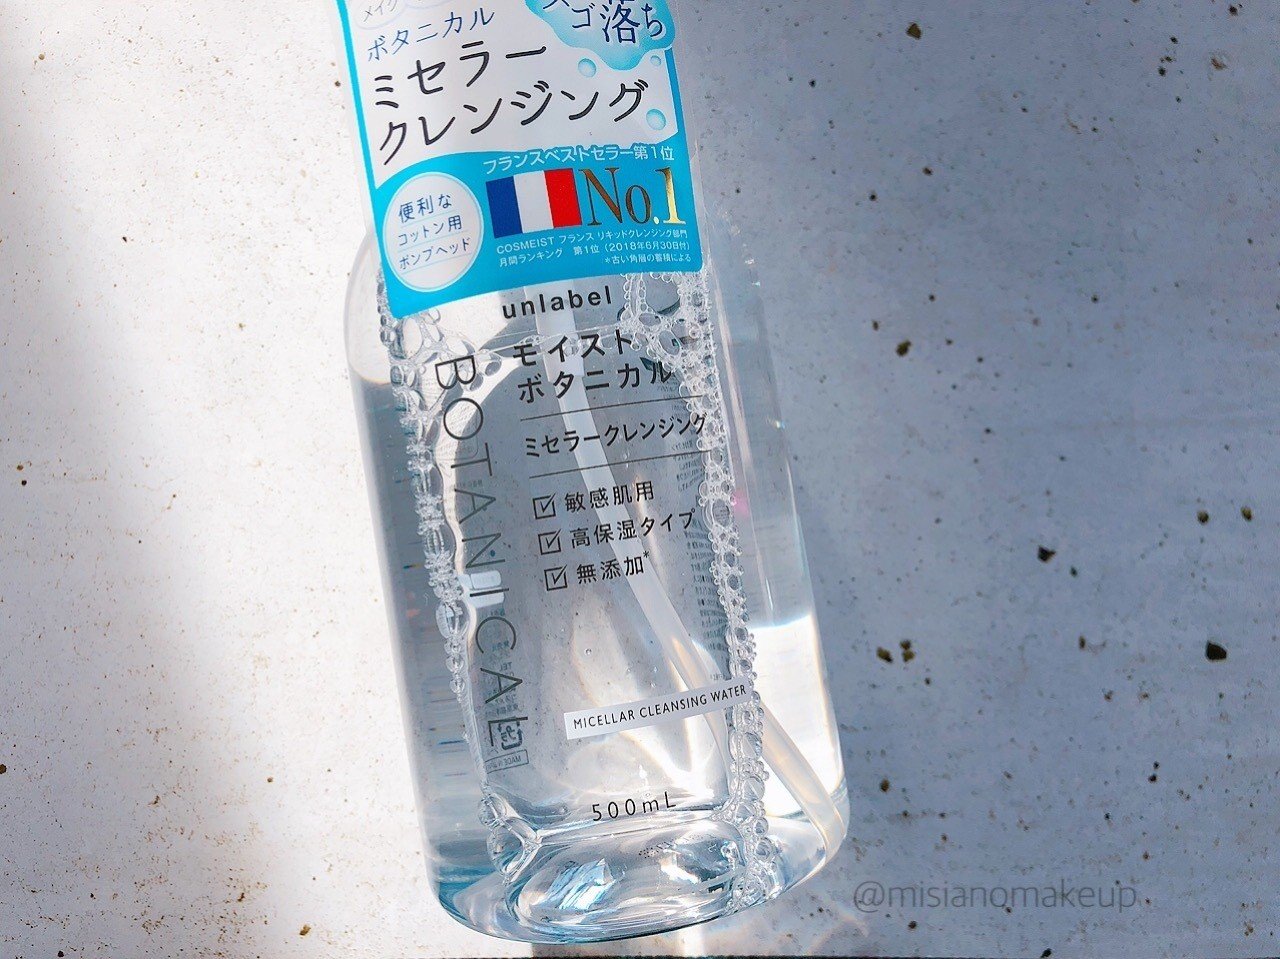 メイク
ゴ落ち
ボタニカル
ミセラー
クレンジング
フランスベストセラー第1位
No.1
便利な
コットン用
ポンプヘッド
COSMEIST フランス リキッドクレンジング部門
月間ランキング 第1位（2018年6月30日付）
*古い角層の蓄積による
unlabel
モイスト
ボタニカル
BOTANICAL
ミセラークレンジング
敏感肌用
高保湿タイプ
無添加*
MICELLAR CLEANSING WATER
500mL
@misianomakeup